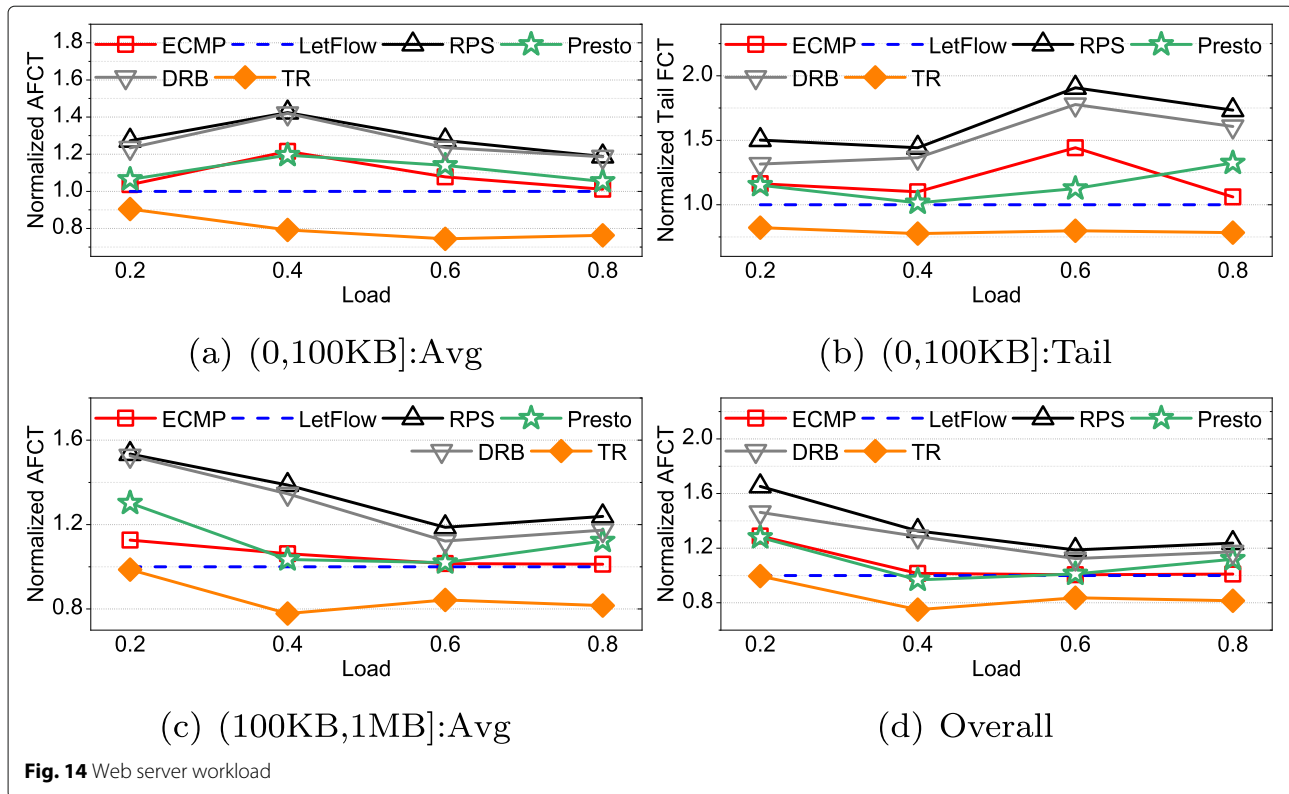 1.8
1.6
1.4
1.2
1.0
0.8
Normalized AFCT
ECMP LetFlow RPS Presto
DRB TR
0.2 0.4 0.6 0.8
Load
(a) (0,100KB]:Avg
2.0
1.5
1.0
Normalized Tail FCT
ECMP LetFlow RPS Presto
DRB TR
0.2 0.4 0.6 0.8
Load
(b) (0,100KB]:Tail
1.6
1.2
0.8
Normalized AFCT
ECMP LetFlow RPS Presto
DRB TR
0.2 0.4 0.6 0.8
Load
(c) (100KB,1MB]:Avg
2.0
1.6
1.2
0.8
Normalized AFCT
ECMP LetFlow RPS Presto
DRB TR
0.2 0.4 0.6 0.8
Load
(d) Overall
Fig. 14 Web server workload